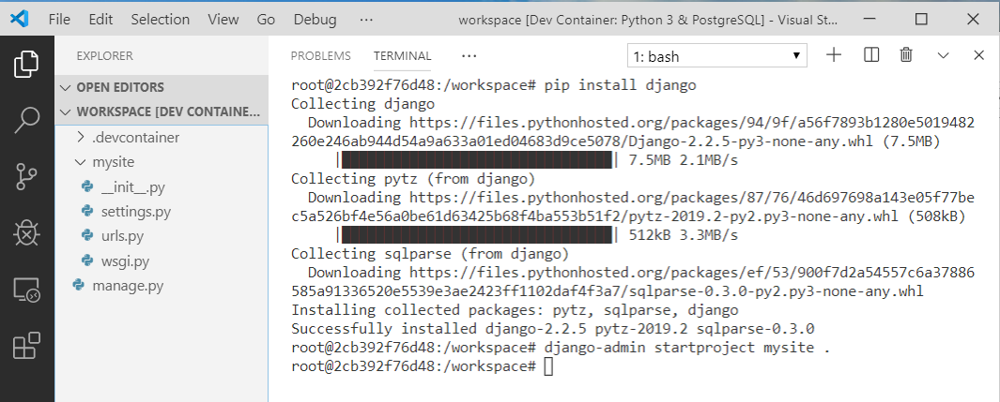 File Edit Selection View Go Debug ... workspace [Dev Container: Python 3 & PostgreSQL] - Visual St...
EXPLORER
OPEN EDITORS
WORKSPACE [DEV CONTAINE...
.devcontainer
mysite
__init__.py
settings.py
urls.py
wsgi.py
manage.py
PROBLEMS TERMINAL ... 1: bash
root@2cb392f76d48:/workspace# pip install django
Collecting django
Downloading https://files.pythonhosted.org/packages/94/9f/a56f7893b1280e5019482
260e246ab944d54a9a633a01ed04683d9ce5078/Django-2.2.5-py3-none-any.whl (7.5MB)
|████████████████████████████████| 7.5MB 2.1MB/s
Collecting pytz (from django)
Downloading https://files.pythonhosted.org/packages/87/76/46d697698a143e05f77be
c5a526bf4e56a0be61d63425b68f4ba553b51f2/pytz-2019.2-py2.py3-none-any.whl (508kB)
|████████████████████████████████| 512kB 3.3MB/s
Collecting sqlparse (from django)
Downloading https://files.pythonhosted.org/packages/ef/53/900f7d2a54557c6a37886
585a91336520e5539e3ae2423ff1102daf4f3a7/sqlparse-0.3.0-py2.py3-none-any.whl
Installing collected packages: pytz, sqlparse, django
Successfully installed django-2.2.5 pytz-2019.2 sqlparse-0.3.0
root@2cb392f76d48:/workspace# django-admin startproject mysite .
root@2cb392f76d48:/workspace#